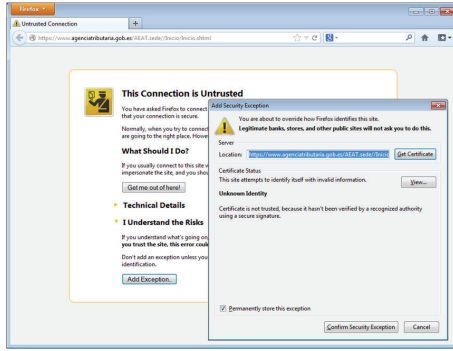 Firefox
Untrusted Connection
https://www.agenciatributaria.gob.es/AEAT.sede/Inicio/Inicio.shtml
This Connection is Untrusted
You have asked Firefox to connect
that your connection is secure.
Normally, when you try to connect
are going to the right place. Howe
What Should I Do?
If you usually connect to this site w
impersonate the site, and you shou
Get me out of here!
Technical Details
I Understand the Risks
If you understand what's going on,
you trust the site, this error coul
Don't add an exception unless you
identification.
Add Exception...
Add Security Exception
You are about to override how Firefox identifies this site.
Legitimate banks, stores, and other public sites will not ask you to do this.
Server
Location: https://www.agenciatributaria.gob.es/AEAT.sede//Inicio
Get Certificate
Certificate Status
This site attempts to identify itself with invalid information.
View...
Unknown Identity
Certificate is not trusted, because it hasn't been verified by a recognized authority
using a secure signature.
Permanently store this exception
Confirm Security Exception
Cancel